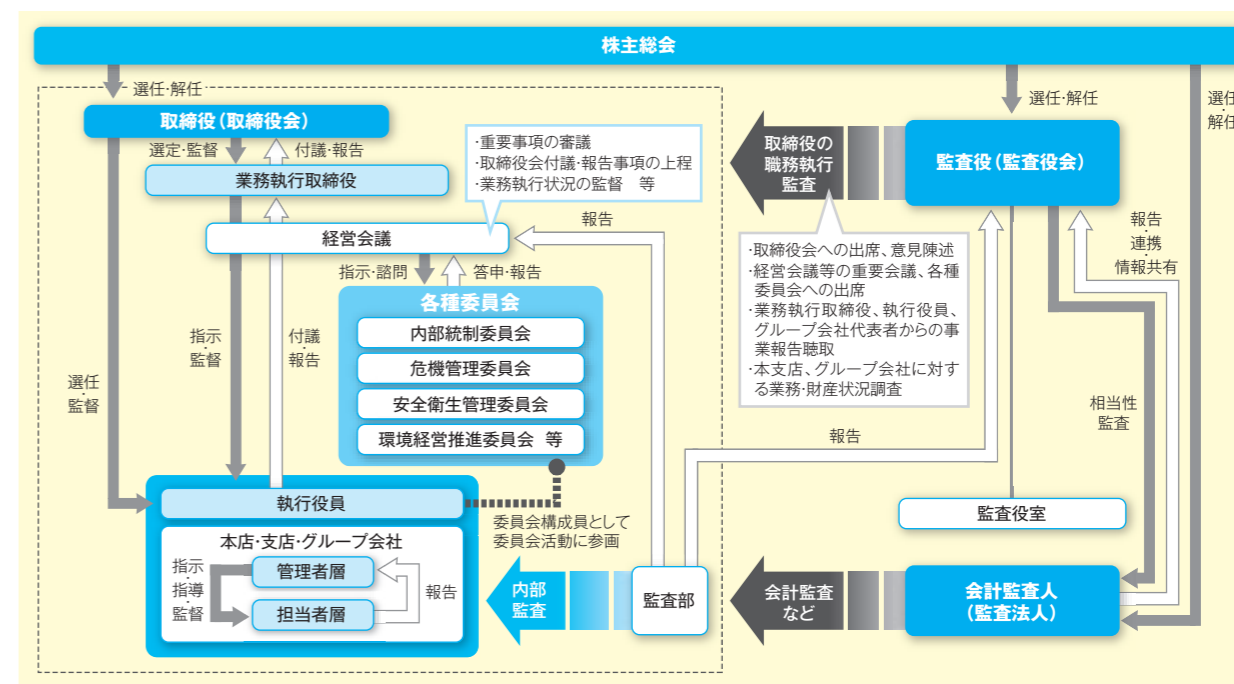 株主総会
選任・解任
取締役（取締役会）
選定・監督
付議・報告
業務執行取締役
・重要事項の審議
・取締役会付議・報告事項の上程
・業務執行状況の監督　等
経営会議
報告
指示・諮問
答申・報告
各種委員会
内部統制委員会
危機管理委員会
安全衛生管理委員会
環境経営推進委員会　等
指示
・
監督
付議
・
報告
選任
・
監督
執行役員
委員会構成員として
委員会活動に参画
本店・支店・グループ会社
管理者層
担当者層
指示
・
指導
・
監督
報告
内部
監査
監査部
報告
選任・解任
取締役の
職務執行
監査
監査役（監査役会）
・取締役会への出席、意見陳述
・経営会議等の重要会議、各種
委員会への出席
・業務執行取締役、執行役員、
グループ会社代表者からの事
業報告聴取
・本支店、グループ会社に対す
る業務・財産状況調査
報告
・
連携
・
情報共有
相当性
監査
監査役室
会計監査
など
会計監査人
（監査法人）
選任
解任